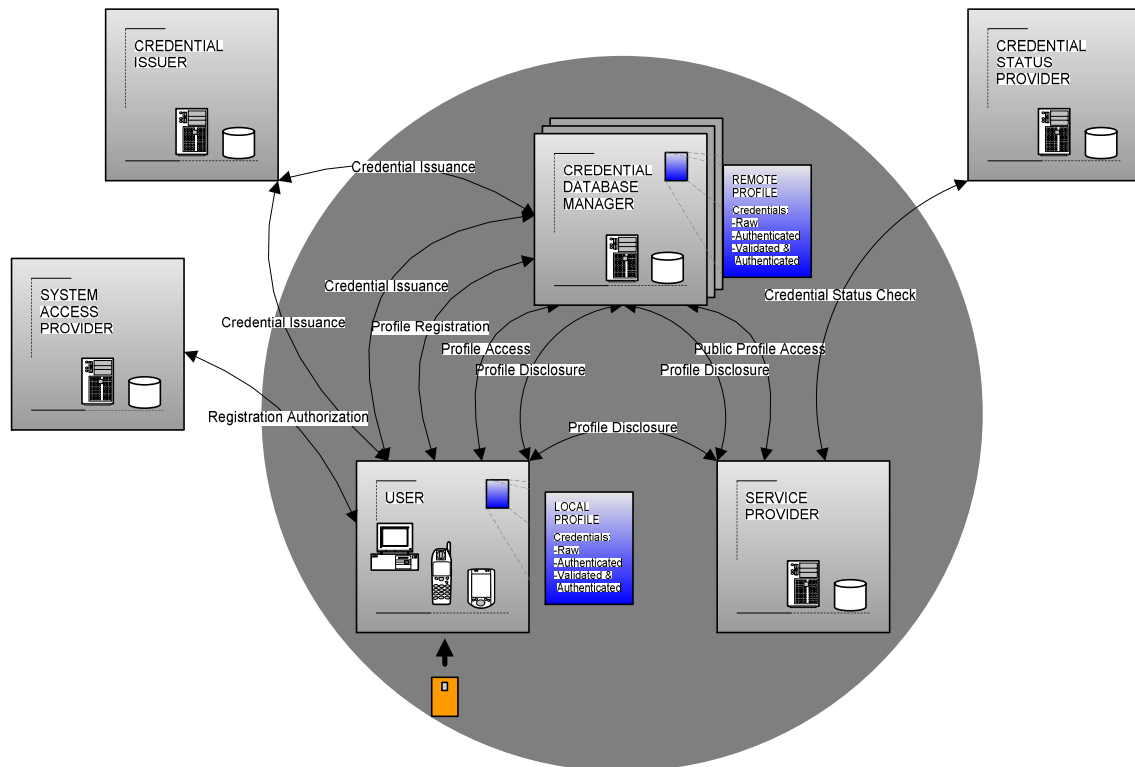 CREDENTIAL
ISSUER
CREDENTIAL
STATUS
PROVIDER
CREDENTIAL
DATABASE
MANAGER
REMOTE
PROFILE
Credentials:
-Raw
-Authenticated
-Validated &
Authenticated
Credential Issuance
SYSTEM
ACCESS
PROVIDER
Credential Issuance
Credential Status Check
Credential Issuance
Profile Registration
Profile Access
Public Profile Access
Profile Disclosure
Profile Disclosure
Registration Authorization
Profile Disclosure
USER
LOCAL
PROFILE
Credentials:
-Raw
-Authenticated
-Validated &
Authenticated
SERVICE
PROVIDER